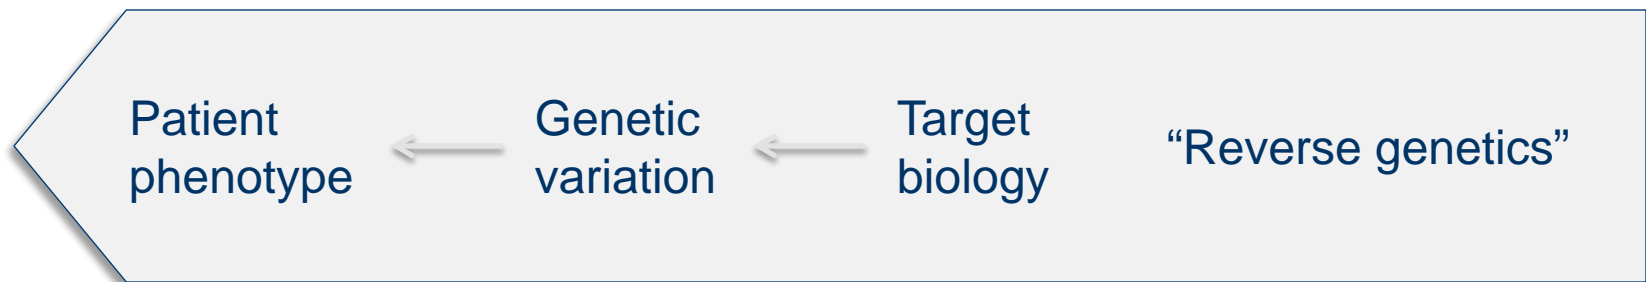 Patient
phenotype
Genetic
variation
Target
biology
“Reverse genetics”